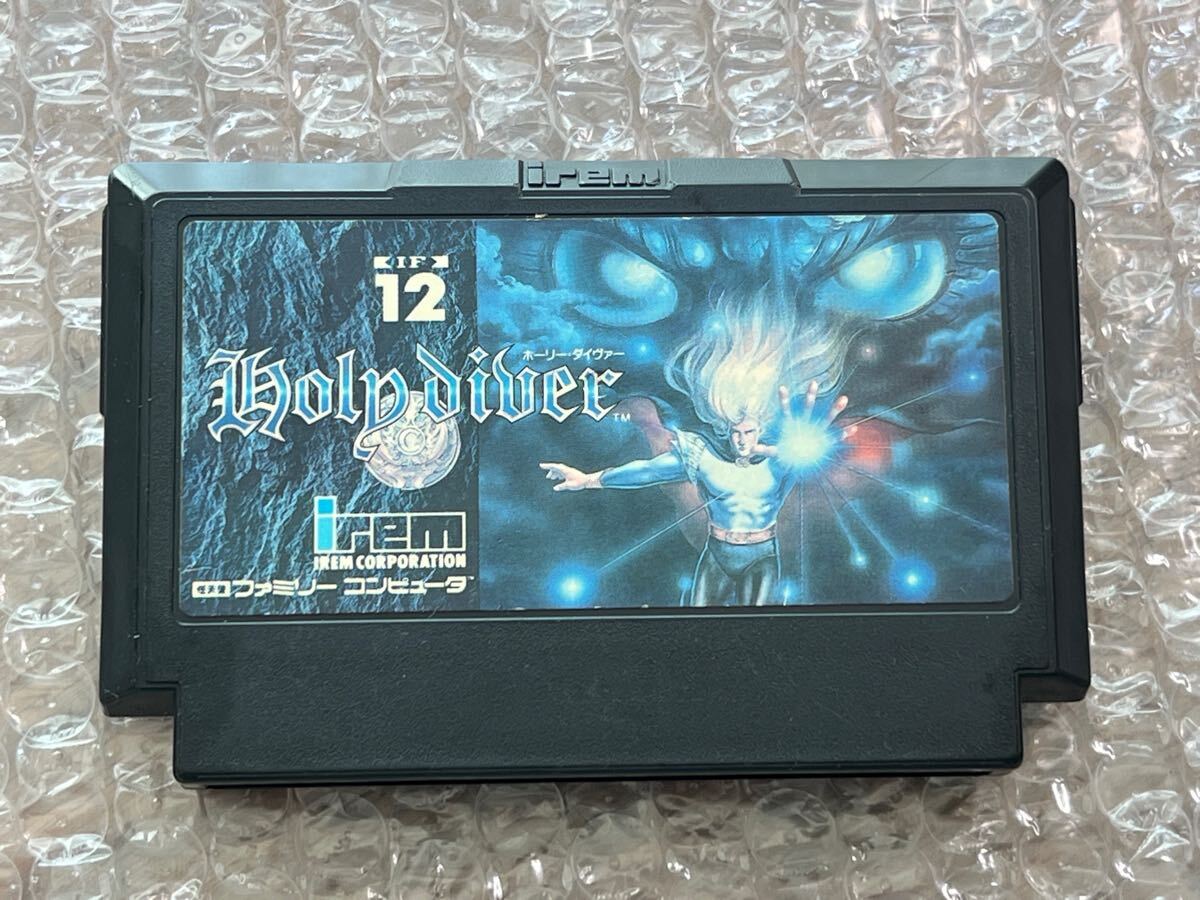 irem
IF
12
ホーリー・ダイヴァー
Holy diver
TM
irem
IREM CORPORATION
ファミリー コンピュータ